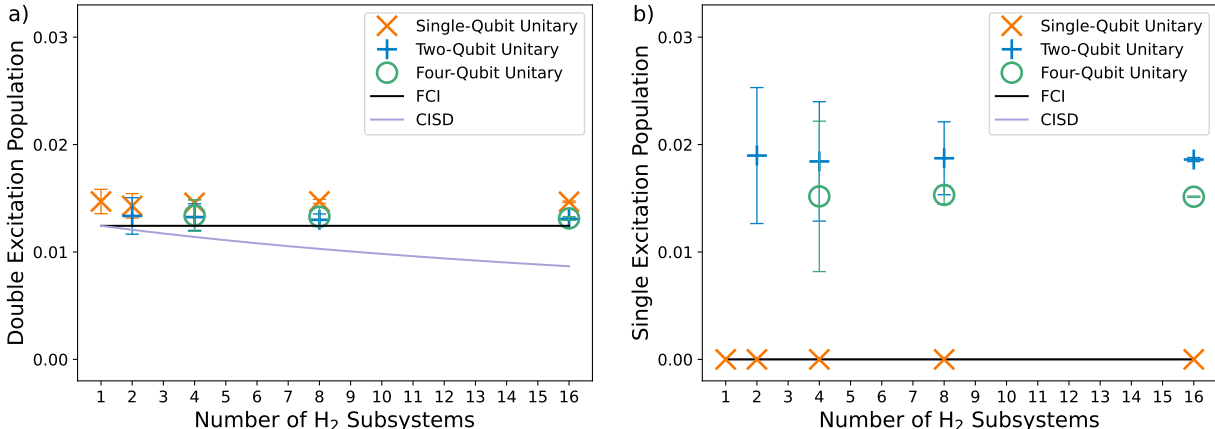 a)
Double Excitation Population
0.03
0.02
0.01
0.00
Single-Qubit Unitary
Two-Qubit Unitary
Four-Qubit Unitary
FCI
CISD
1 2 3 4 5 6 7 8 9 10 11 12 13 14 15 16
Number of H₂ Subsystems
b)
Single Excitation Population
0.03
0.02
0.01
0.00
Single-Qubit Unitary
Two-Qubit Unitary
Four-Qubit Unitary
FCI
CISD
1 2 3 4 5 6 7 8 9 10 11 12 13 14 15 16
Number of H₂ Subsystems